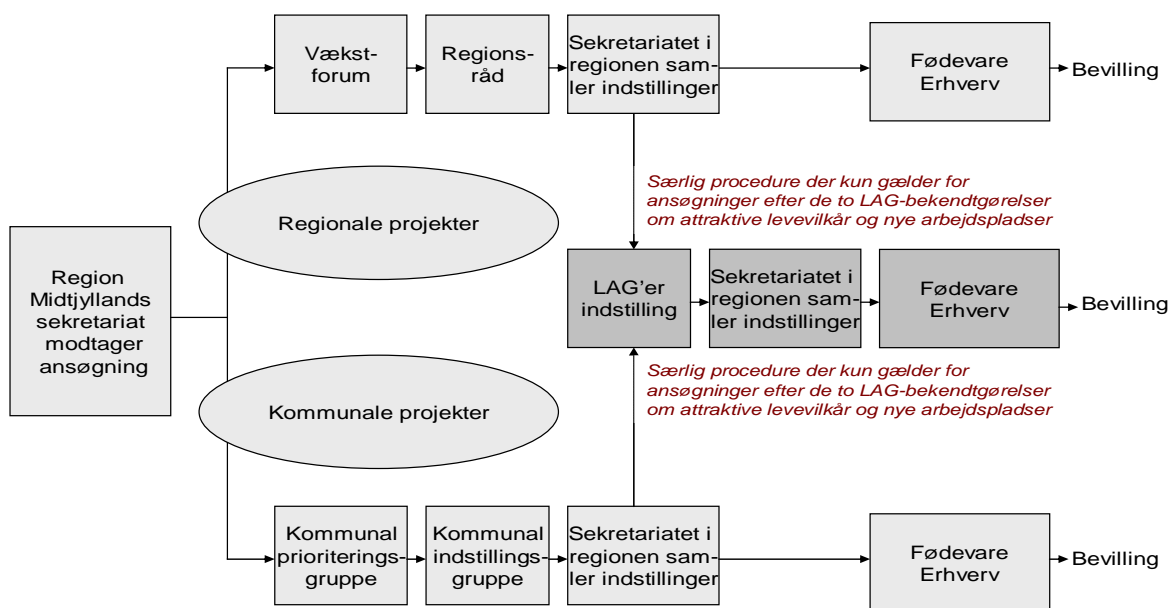 Vækst-
forum
Regions-
råd
Sekretariatet i
regionen sam-
ler indstillinger
Fødevare
Erhverv
Bevilling
Regionale projekter
Særlig procedure der kun gælder for
ansøgninger efter de to LAG-bekendtgørelser
om attraktive levevilkår og nye arbejdspladser
Region
Midtjyllands
sekretariat
modtager
ansøgning
LAG’er
indstilling
Sekretariatet i
regionen sam-
ler indstillinger
Fødevare
Erhverv
Bevilling
Kommunale projekter
Særlig procedure der kun gælder for
ansøgninger efter de to LAG-bekendtgørelser
om attraktive levevilkår og nye arbejdspladser
Kommunal
prioriterings-
gruppe
Kommunal
indstillings-
gruppe
Sekretariatet i
regionen sam-
ler indstillinger
Fødevare
Erhverv
Bevilling